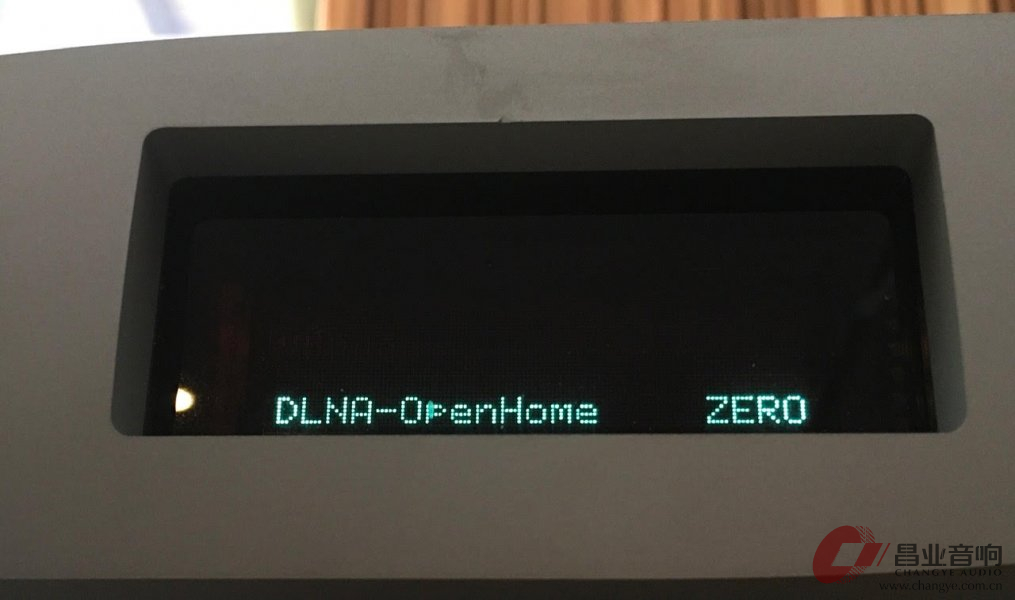 DLNA-OpenHome ZERO
昌业音响
CHANGYE AUDIO
www.changye.com.cn